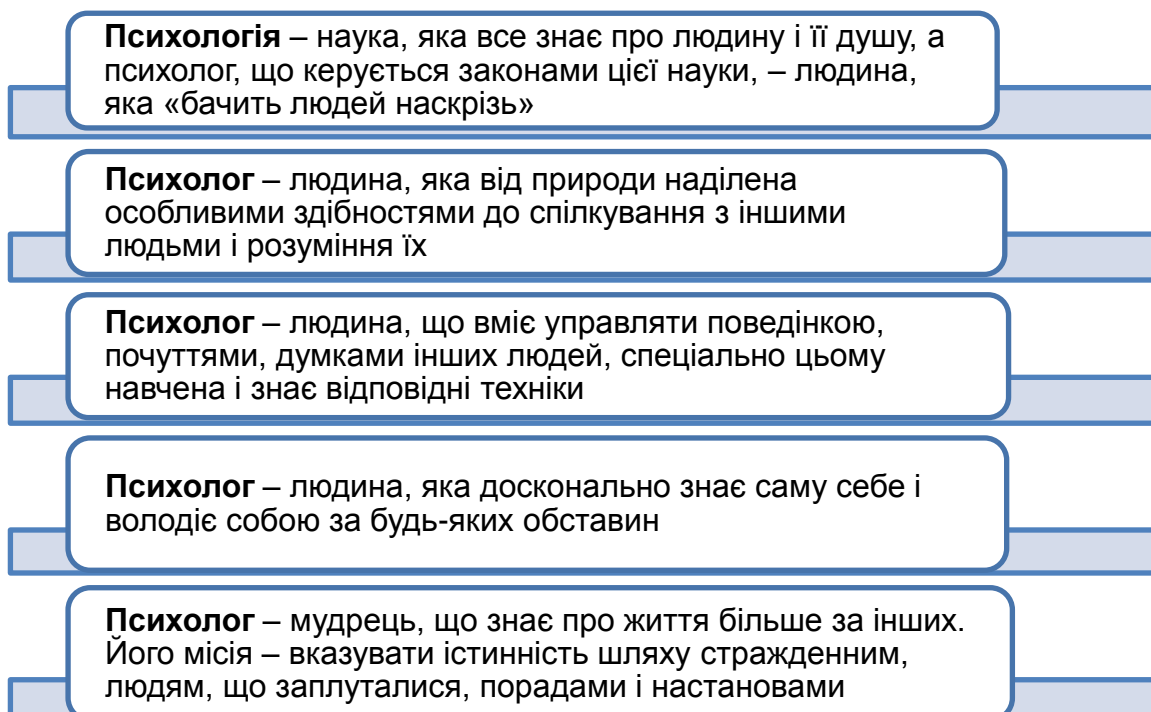 Психологія – наука, яка все знає про людину і її душу, а
психолог, що керується законами цієї науки, – людина,
яка «бачить людей наскрізь»
Психолог – людина, яка від природи наділена
особливими здібностями до спілкування з іншими
людьми і розуміння їх
Психолог – людина, що вміє управляти поведінкою,
почуттями, думками інших людей, спеціально цьому
навчена і знає відповідні техніки
Психолог – людина, яка досконально знає саму себе і
володіє собою за будь-яких обставин
Психолог – мудрець, що знає про життя більше за інших.
Його місія – вказувати істинність шляху стражденним,
людям, що заплуталися, порадами і настановами